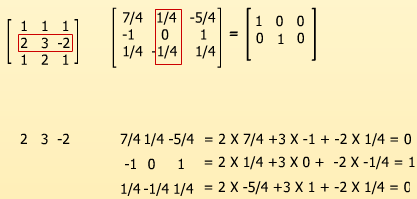 1 1 1 7/4 1/4 -5/4 1 0 0
2 3 -2 -1 0 1 = 0 1 0
1 2 1 1/4 -1/4 1/4
2 3 -2 7/4 1/4 -5/4 = 2 X 7/4 +3 X -1 + -2 X 1/4 = 0
-1 0 1 = 2 X 1/4 +3 X 0 + -2 X -1/4 = 1
1/4 -1/4 1/4 = 2 X -5/4 +3 X 1 + -2 X 1/4 = 0